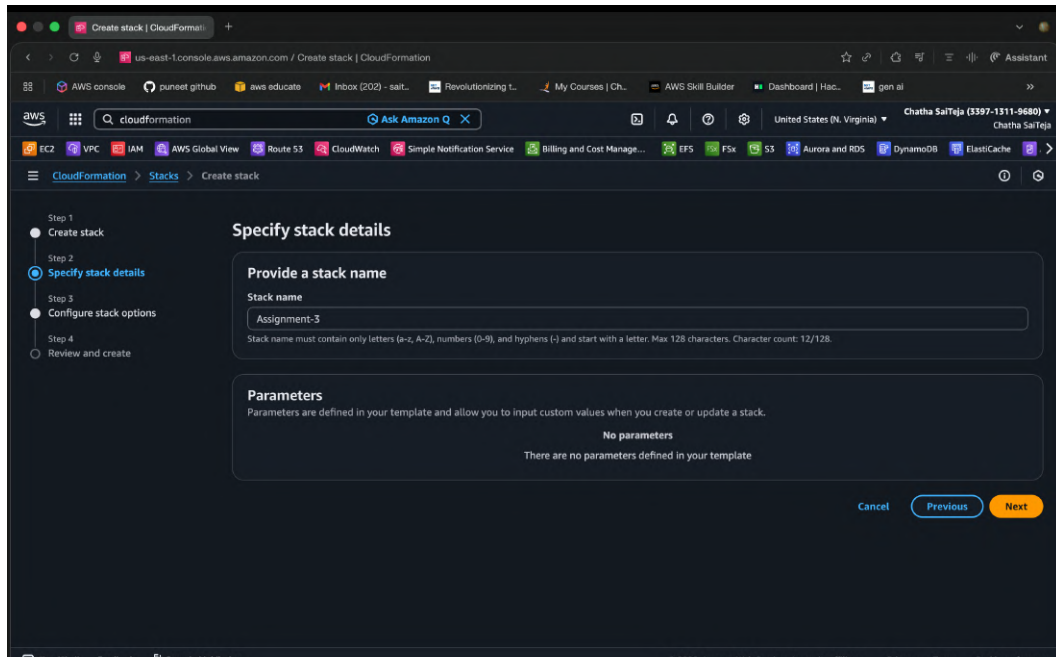 Create stack | CloudFormati
us-east-1.console.aws.amazon.com / Create stack | CloudFormation
Assistant
AWS console puneet github aws educate Inbox (202) - sait.. Revolutionizing t... My Courses | Ch.. AWS Skill Builder Dashboard | Hac.. gen ai
aws cloudformation Ask Amazon Q United States (N. Virginia) Chatha SaiTeja (3397-1311-9680)
Chatha SaiTeja
EC2 VPC IAM AWS Global View Route 53 CloudWatch Simple Notification Service Billing and Cost Manage... EFS FSx S3 Aurora and RDS DynamoDB ElastiCache
CloudFormation > Stacks > Create stack
Step 1
Create stack
Step 2
Specify stack details
Step 3
Configure stack options
Step 4
Review and create
Specify stack details
Provide a stack name
Stack name
Assignment-3
Stack name must contain only letters (a-z, A-Z), numbers (0-9), and hyphens (-) and start with a letter. Max 128 characters. Character count: 12/128.
Parameters
Parameters are defined in your template and allow you to input custom values when you create or update a stack.
No parameters
There are no parameters defined in your template
Cancel Previous Next